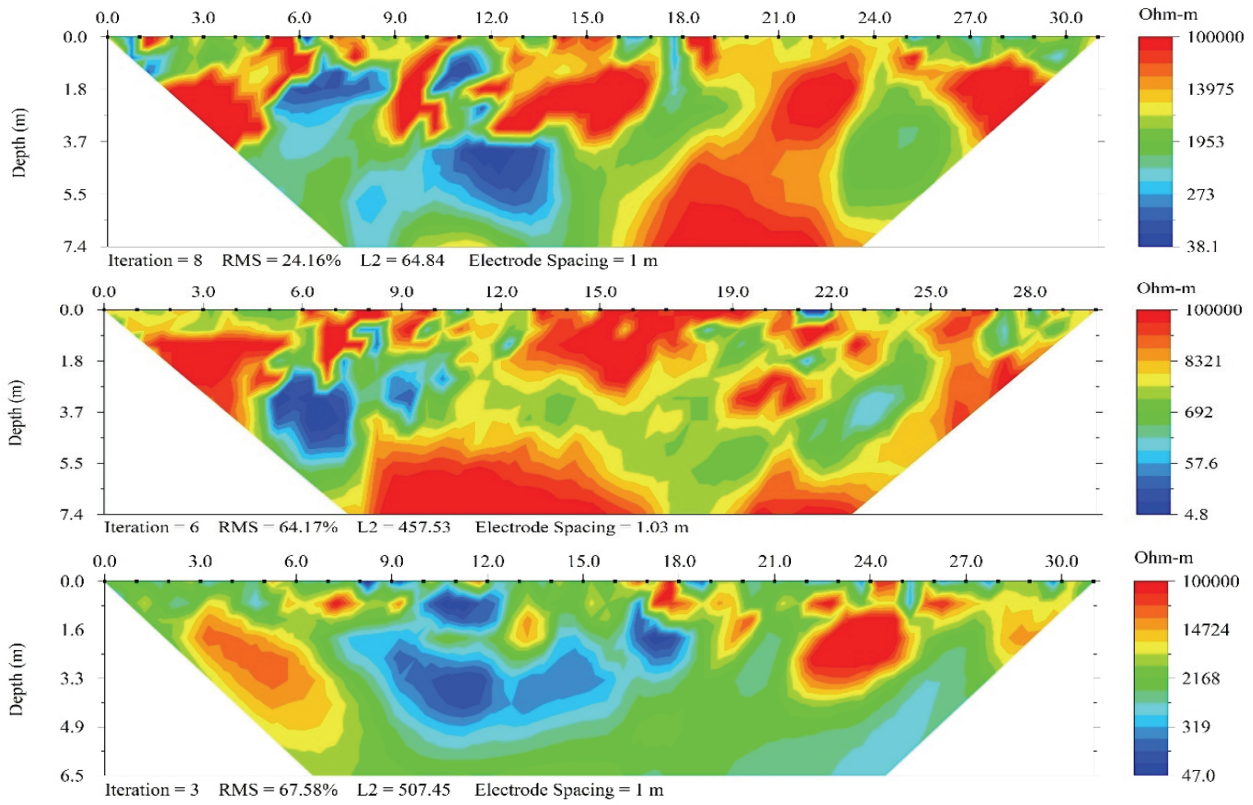 0.0 3.0 6.0 9.0 12.0 15.0 18.0 21.0 24.0 27.0 30.0
Ohm-m
0.0
1.8
3.7
5.5
7.4
Depth (m)
100000
13975
1953
273
38.1
Iteration = 8 RMS = 24.16% L2 = 64.84 Electrode Spacing = 1 m
0.0 3.0 6.0 9.0 12.0 15.0 19.0 22.0 25.0 28.0
Ohm-m
0.0
1.8
3.7
5.5
7.4
Depth (m)
100000
8321
692
57.6
4.8
Iteration = 6 RMS = 64.17% L2 = 457.53 Electrode Spacing = 1.03 m
0.0 3.0 6.0 9.0 12.0 15.0 18.0 21.0 24.0 27.0 30.0
Ohm-m
0.0
1.6
3.3
4.9
6.5
Depth (m)
100000
14724
2168
319
47.0
Iteration = 3 RMS = 67.58% L2 = 507.45 Electrode Spacing = 1 m